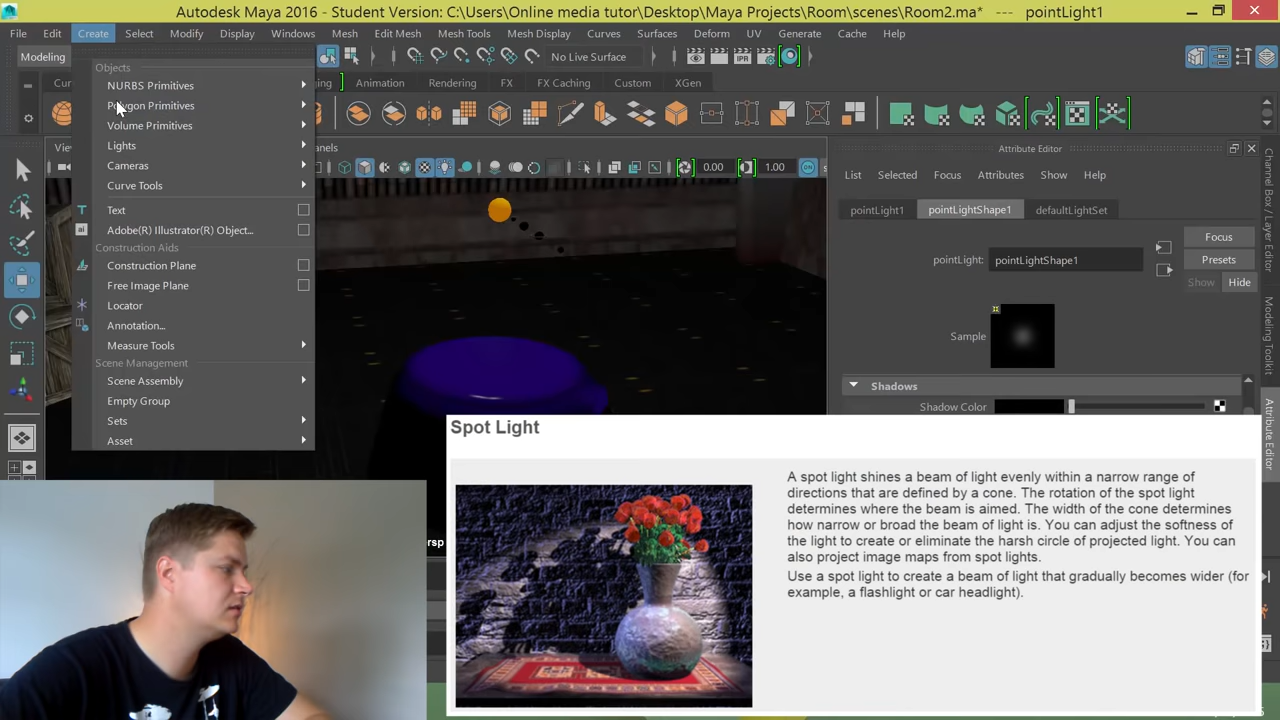 Autodesk Maya 2016 - Student Version: C:\Users\Online media tutor\Desktop\Maya Projects\Room\scenes\Room2.ma* --- pointLight1
File Edit Create Select Modify Display Windows Mesh Edit Mesh Mesh Tools Mesh Display Curves Surfaces Deform UV Generate Cache Help
Modeling
No Live Surface
Animation Rendering FX FX Caching Custom XGen
Objects
NURBS Primitives
Polygon Primitives
Volume Primitives
Lights
Cameras
Curve Tools
Text
Adobe(R) Illustrator(R) Object...
Construction Aids
Construction Plane
Free Image Plane
Locator
Annotation...
Measure Tools
Scene Management
Scene Assembly
Empty Group
Sets
Asset
0.00 1.00
Attribute Editor
List Selected Focus Attributes Show Help
pointLight1 pointLightShape1 defaultLightSet
pointLight: pointLightShape1
Focus
Presets
Show Hide
Sample
Shadows
Shadow Color
Channel Box / Layer Editor
Modeling Toolkit
Attribute Editor
Spot Light
A spot light shines a beam of light evenly within a narrow range of
directions that are defined by a cone. The rotation of the spot light
determines where the beam is aimed. The width of the cone determines
how narrow or broad the beam of light is. You can adjust the softness of
the light to create or eliminate the harsh circle of projected light. You can
also project image maps from spot lights.
Use a spot light to create a beam of light that gradually becomes wider (for
example, a flashlight or car headlight).